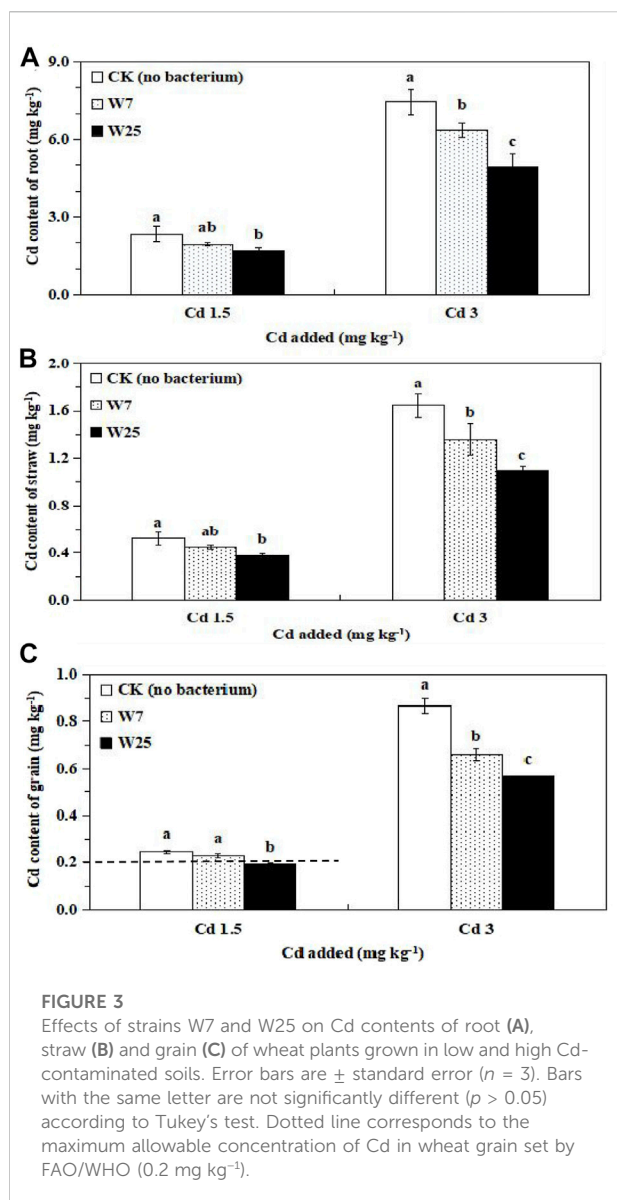 A
9.0
6.0
3.0
0.0
Cd content of root (mg kg⁻¹)
CK (no bacterium)
W7
W25
a
ab
b
a
b
c
Cd 1.5
Cd 3
Cd added (mg kg⁻¹)
B
2.0
1.6
1.2
0.8
0.4
0.0
Cd content of straw (mg kg⁻¹)
CK (no bacterium)
W7
W25
a
ab
b
a
b
c
Cd 1.5
Cd 3
Cd added (mg kg⁻¹)
C
1.0
0.8
0.6
0.4
0.2
0.0
Cd content of grain (mg kg⁻¹)
CK (no bacterium)
W7
W25
a
a
b
a
b
c
Cd 1.5
Cd 3
Cd added (mg kg⁻¹)
FIGURE 3
Effects of strains W7 and W25 on Cd contents of root (A),
straw (B) and grain (C) of wheat plants grown in low and high Cd-
contaminated soils. Error bars are ± standard error (n = 3). Bars
with the same letter are not significantly different (p > 0.05)
according to Tukey's test. Dotted line corresponds to the
maximum allowable concentration of Cd in wheat grain set by
FAO/WHO (0.2 mg kg⁻¹).